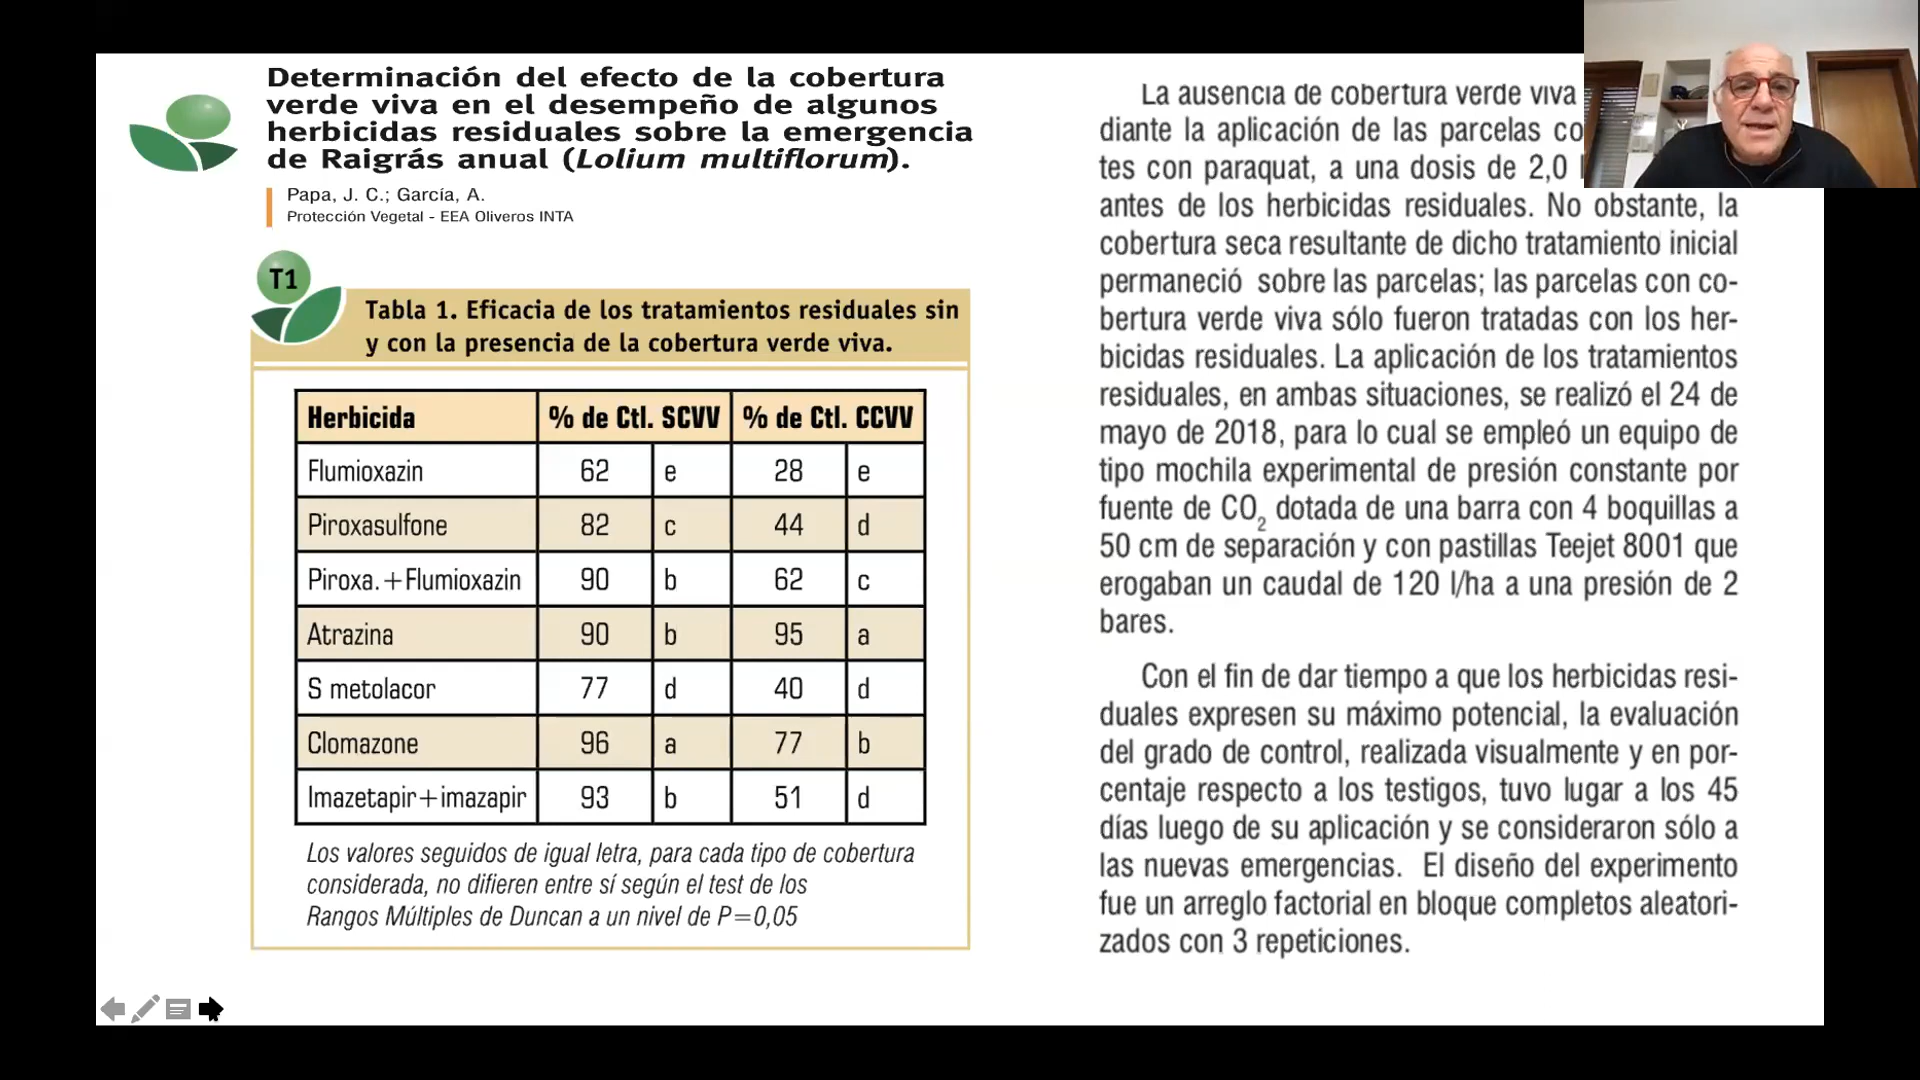 Determinación del efecto de la cobertura
verde viva en el desempeño de algunos
herbicidas residuales sobre la emergencia
de Raigrás anual (Lolium multiflorum).
Papa, J. C.; García, A.
Protección Vegetal - EEA Oliveros INTA
T1
Tabla 1. Eficacia de los tratamientos residuales sin
y con la presencia de la cobertura verde viva.
Herbicida % de Ctl. SCVV % de Ctl. CCVV
Flumioxazin 62 e 28 e
Piroxasulfone 82 c 44 d
Piroxa.+Flumioxazin 90 b 62 c
Atrazina 90 b 95 a
S metolacor 77 d 40 d
Clomazone 96 a 77 b
Imazetapir+imazapir 93 b 51 d
Los valores seguidos de igual letra, para cada tipo de cobertura
considerada, no difieren entre sí según el test de los
Rangos Múltiples de Duncan a un nivel de P=0,05
La ausencia de cobertura verde viva
diante la aplicación de las parcelas co
tes con paraquat, a una dosis de 2,0
antes de los herbicidas residuales. No obstante, la
cobertura seca resultante de dicho tratamiento inicial
permaneció sobre las parcelas; las parcelas con co-
bertura verde viva sólo fueron tratadas con los her-
bicidas residuales. La aplicación de los tratamientos
residuales, en ambas situaciones, se realizó el 24 de
mayo de 2018, para lo cual se empleó un equipo de
tipo mochila experimental de presión constante por
fuente de CO2 dotada de una barra con 4 boquillas a
50 cm de separación y con pastillas Teejet 8001 que
erogaban un caudal de 120 l/ha a una presión de 2
bares.
Con el fin de dar tiempo a que los herbicidas resi-
duales expresen su máximo potencial, la evaluación
del grado de control, realizada visualmente y en por-
centaje respecto a los testigos, tuvo lugar a los 45
días luego de su aplicación y se consideraron sólo a
las nuevas emergencias. El diseño del experimento
fue un arreglo factorial en bloque completos aleatori-
zados con 3 repeticiones.